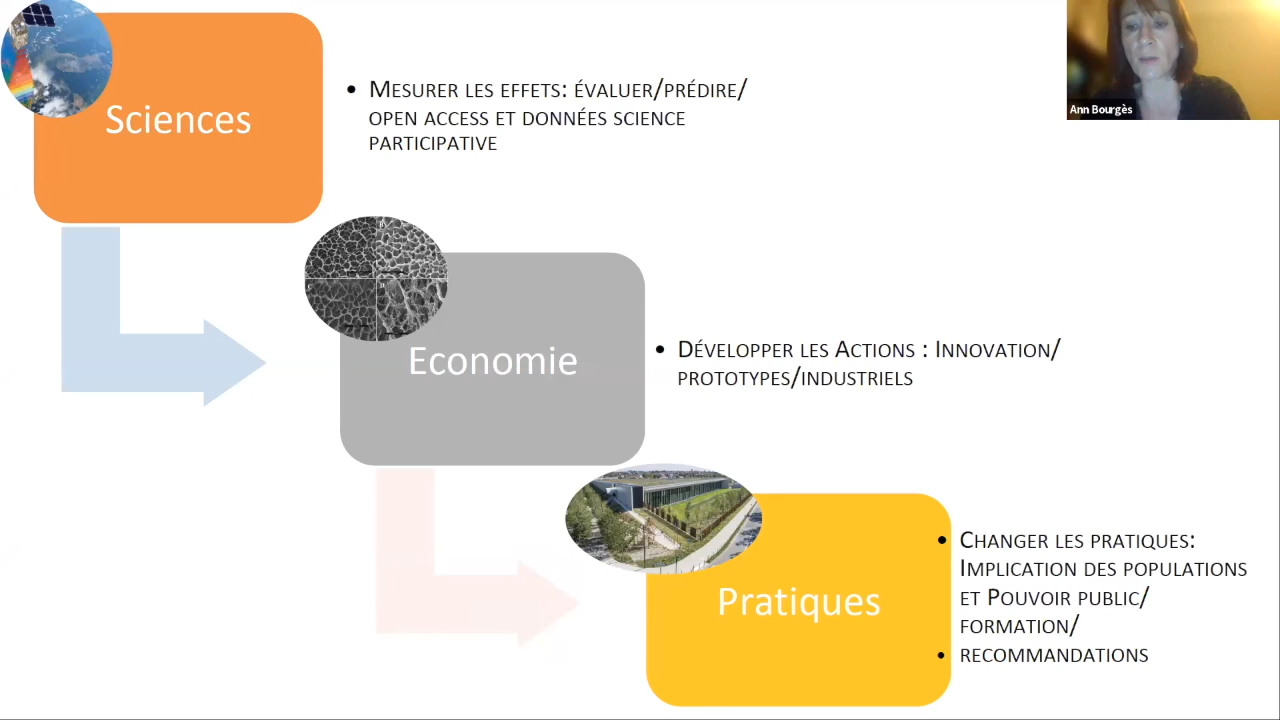 Sciences
• Mesurer les effets: évaluer/prédire/
open access et données science
participative
Ann Bourgès
Economie
• Développer les Actions : Innovation/
prototypes/industriels
Pratiques
• Changer les pratiques:
Implication des populations
et Pouvoir public/
formation/
• recommandations